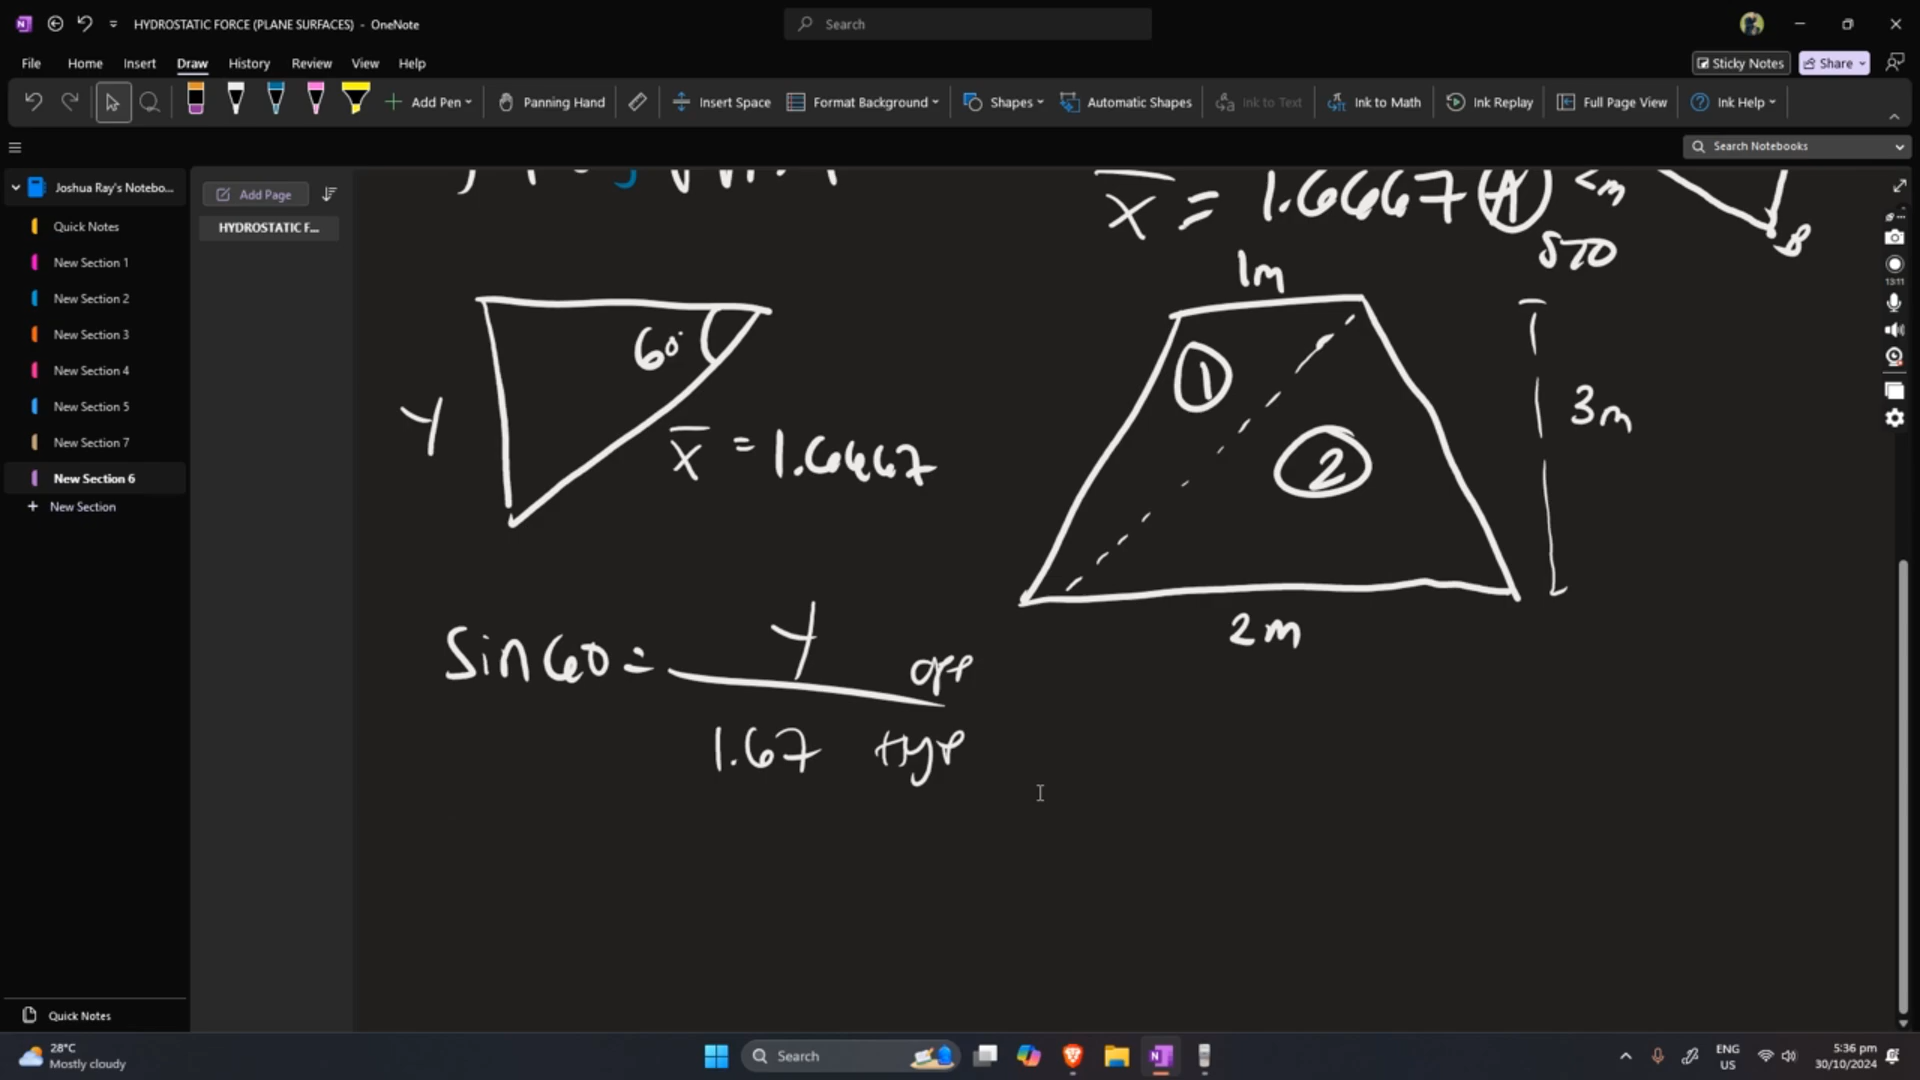 HYDROSTATIC FORCE (PLANE SURFACES) - OneNote
Search
File Home Insert Draw History Review View Help
Sticky Notes
Share
Add Pen
Panning Hand
Insert Space
Format Background
Shapes
Automatic Shapes
Ink to Text
Ink to Math
Ink Replay
Full Page View
Ink Help
Search Notebooks
Joshua Ray's Notebo...
Quick Notes
New Section 1
New Section 2
New Section 3
New Section 4
New Section 5
New Section 7
New Section 6
New Section
Quick Notes
Add Page
HYDROSTATIC F...
x̄ = 1.6667 A
2m
B
1m
60°
1
3m
y
x̄ = 1.6667
2
2m
Sin60 = y opp
1.67 Hyp
13:11
28°C
Mostly cloudy
Search
ENG
US
5:36 pm
30/10/2024